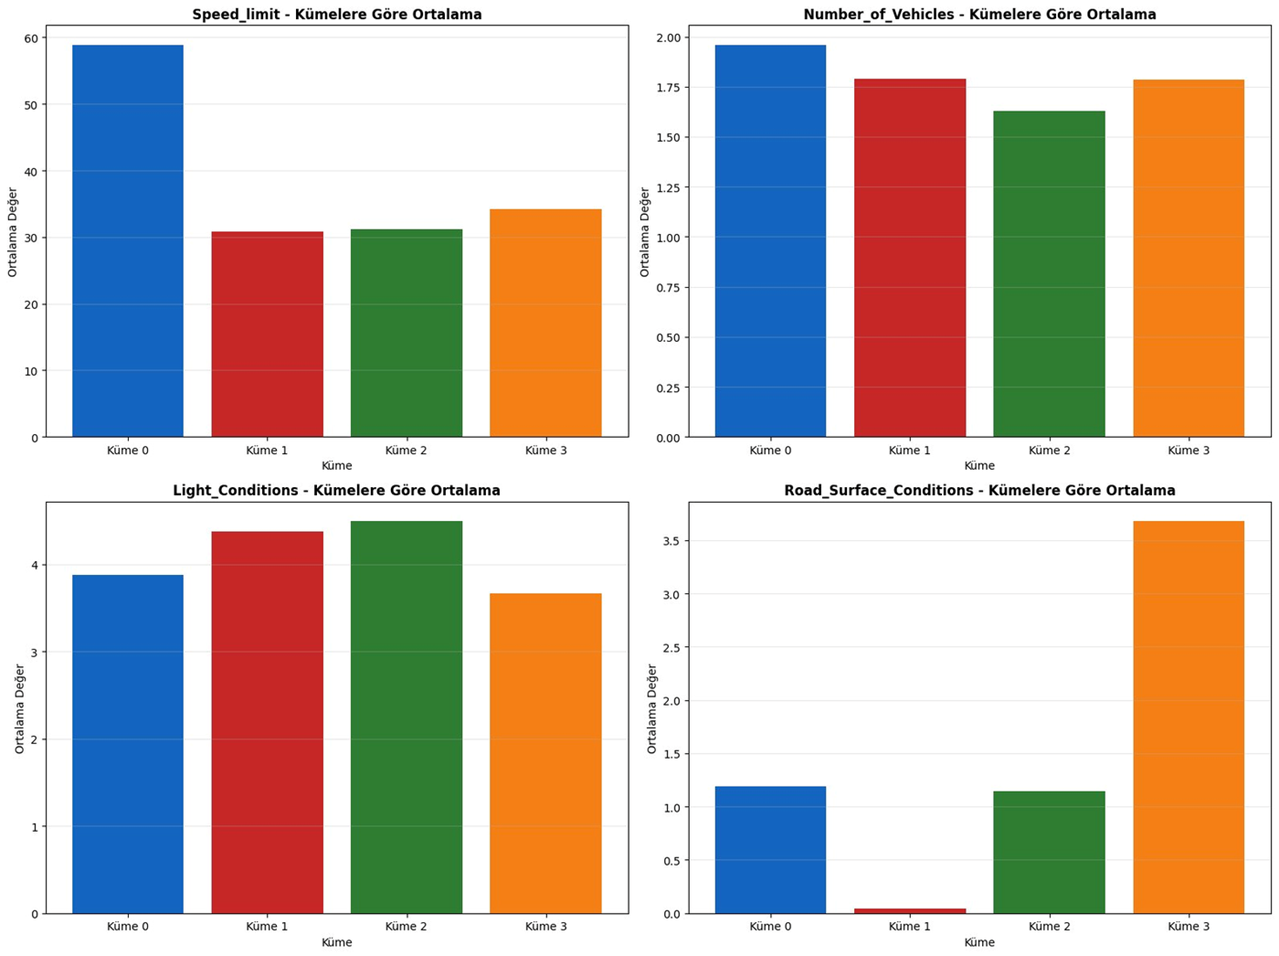 Speed_limit - Kümelere Göre Ortalama
60
50
40
30
20
10
0
Ortalama Değer
Küme 0 Küme 1 Küme 2 Küme 3
Küme
Number_of_Vehicles - Kümelere Göre Ortalama
2.00
1.75
1.50
1.25
1.00
0.75
0.50
0.25
0.00
Ortalama Değer
Küme 0 Küme 1 Küme 2 Küme 3
Küme
Light_Conditions - Kümelere Göre Ortalama
4
3
2
1
0
Ortalama Değer
Küme 0 Küme 1 Küme 2 Küme 3
Küme
Road_Surface_Conditions - Kümelere Göre Ortalama
3.5
3.0
2.5
2.0
1.5
1.0
0.5
0.0
Ortalama Değer
Küme 0 Küme 1 Küme 2 Küme 3
Küme